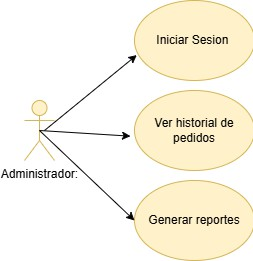 Iniciar Sesion
Ver historial de
pedidos
Administrador:
Generar reportes